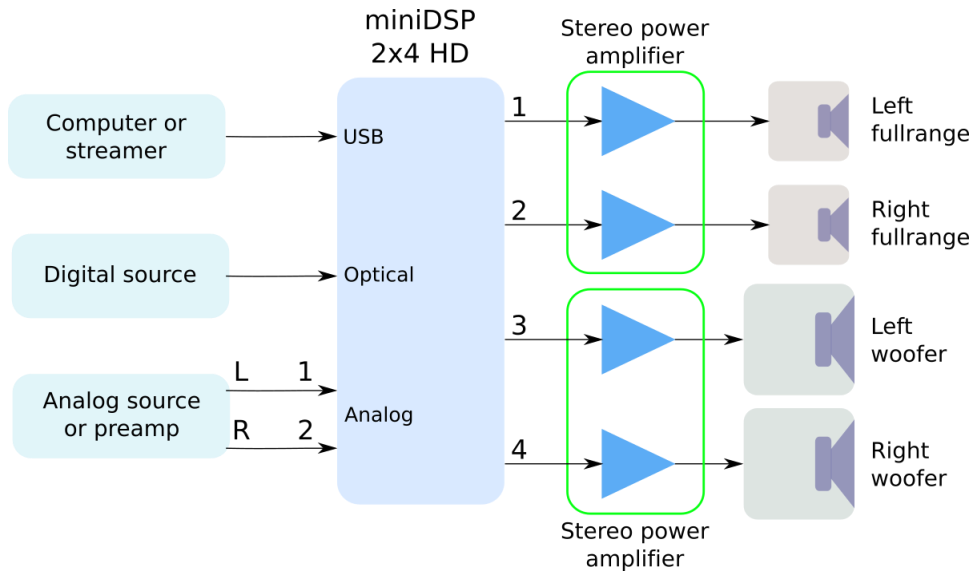 miniDSP
2x4 HD
Stereo power
amplifier
Computer or
streamer
USB
1
Left
fullrange
2
Right
fullrange
Digital source
Optical
3
Left
woofer
L 1
Analog source
or preamp
Analog
R 2
4
Right
woofer
Stereo power
amplifier